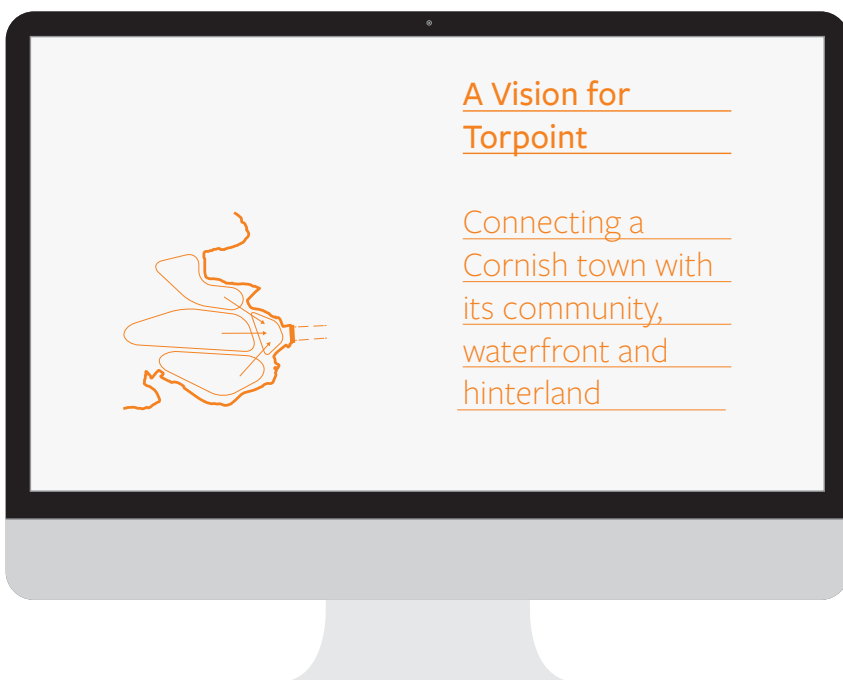 A Vision for
Torpoint
Connecting a
Cornish town with
its community,
waterfront and
hinterland